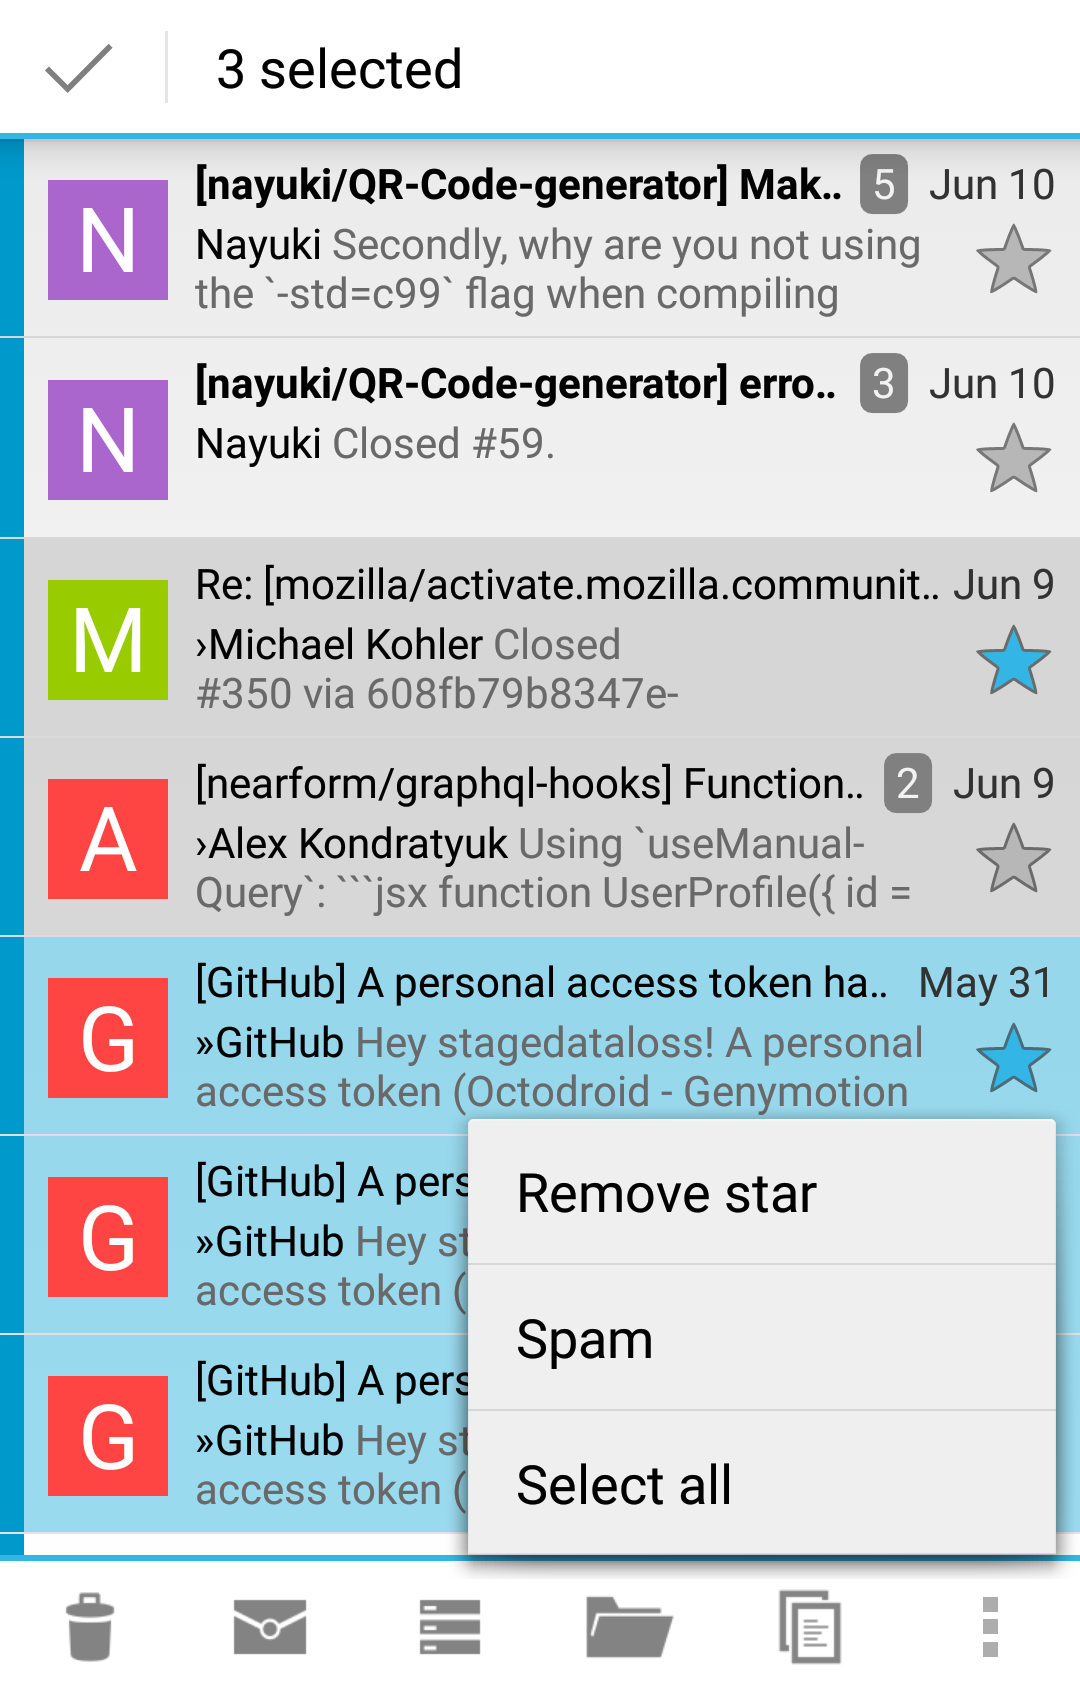 3 selected
N
[nayuki/QR-Code-generator] Mak.. 5 Jun 10
Nayuki Secondly, why are you not using
the `-std=c99` flag when compiling
N
[nayuki/QR-Code-generator] erro.. 3 Jun 10
Nayuki Closed #59.
M
Re: [mozilla/activate.mozilla.communit.. Jun 9
›Michael Kohler Closed
#350 via 608fb79b8347e-
A
[nearform/graphql-hooks] Function.. 2 Jun 9
›Alex Kondratyuk Using `useManual-
Query`: ```jsx function UserProfile({ id =
G
[GitHub] A personal access token ha.. May 31
»GitHub Hey stagedataloss! A personal
access token (Octodroid - Genymotion
G
[GitHub] A pers
»GitHub Hey st
access token (
G
[GitHub] A pers
»GitHub Hey st
access token (
Remove star
Spam
Select all